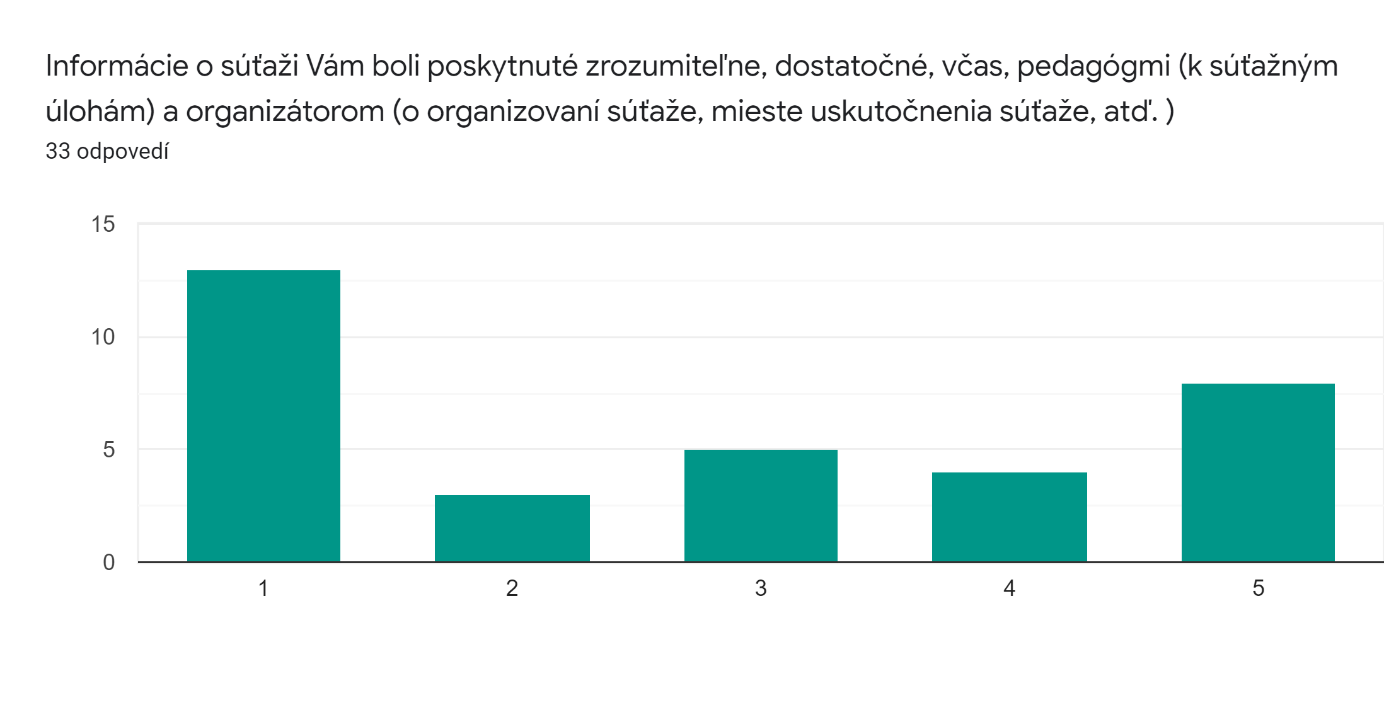 Informácie o súťaži Vám boli poskytnuté zrozumiteľne, dostatočné, včas, pedagógmi (k súťažným
úlohám) a organizátorom (o organizovaní súťaže, mieste uskutočnenia súťaže, atď. )
33 odpovedí
15
10
5
0
1 2 3 4 5